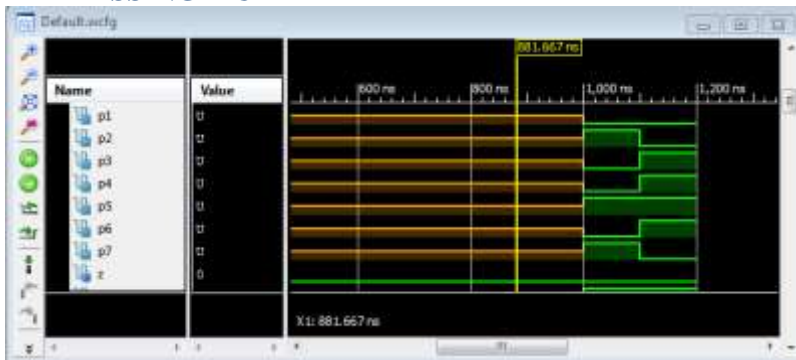 Default.wcfg
881.667 ns
Name Value
600 ns 800 ns 1,000 ns 1,200 ns
p1 U
p2 U
p3 U
p4 U
p5 U
p6 U
p7 U
z 0
X1: 881.667 ns